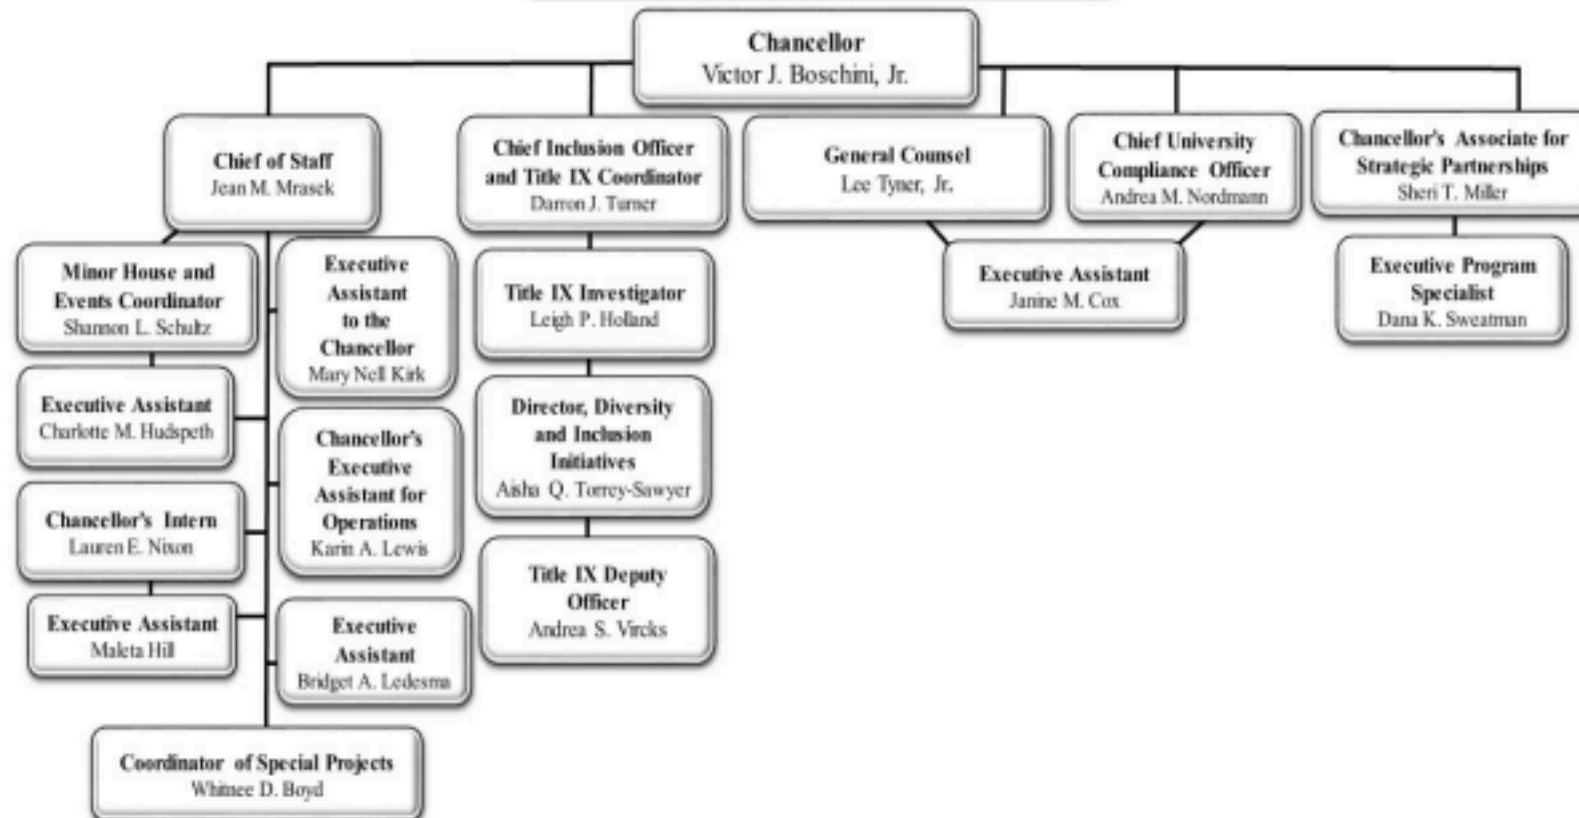 Chancellor
Victor J. Boschini, Jr.
Chief of Staff
Jean M. Mrasek
Chief Inclusion Officer
and Title IX Coordinator
Darron J. Turner
General Counsel
Lee Tyner, Jr.
Chief University
Compliance Officer
Andrea M. Nordmann
Chancellor's Associate for
Strategic Partnerships
Sheri T. Miller
Minor House and
Events Coordinator
Shannon L. Schultz
Executive
Assistant
to the
Chancellor
Mary Nell Kirk
Title IX Investigator
Leigh P. Holland
Executive Assistant
Janine M. Cox
Executive Program
Specialist
Dana K. Sweatman
Executive Assistant
Charlotte M. Hudspeth
Chancellor's
Executive
Assistant for
Operations
Karin A. Lewis
Director, Diversity
and Inclusion
Initiatives
Aisha Q. Torrey-Sawyer
Chancellor's Intern
Lauren E. Nixon
Title IX Deputy
Officer
Andrea S. Vircks
Executive Assistant
Maleta Hill
Executive
Assistant
Bridget A. Ledesma
Coordinator of Special Projects
Whitnee D. Boyd